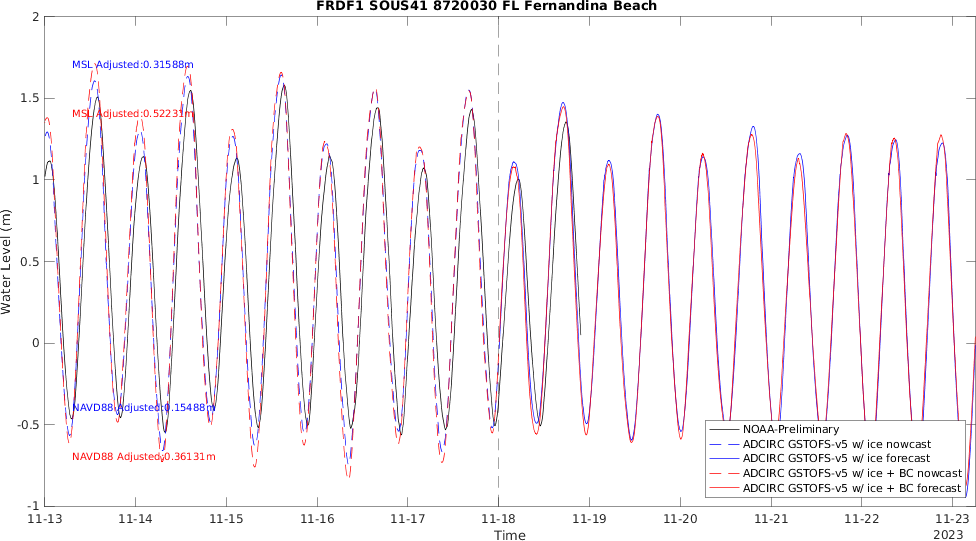 FRDF1 SOUS41 8720030 FL Fernandina Beach
Water Level (m)
2
1.5
1
0.5
0
-0.5
-1
MSL Adjusted:0.31588m
MSL Adjusted:0.52231m
NAVD88 Adjusted:0.15488m
NAVD88 Adjusted:0.36131m
NOAA-Preliminary
ADCIRC GSTOFS-v5 w/ ice nowcast
ADCIRC GSTOFS-v5 w/ ice forecast
ADCIRC GSTOFS-v5 w/ ice + BC nowcast
ADCIRC GSTOFS-v5 w/ ice + BC forecast
11-13 11-14 11-15 11-16 11-17 11-18 11-19 11-20 11-21 11-22 11-23
Time 2023